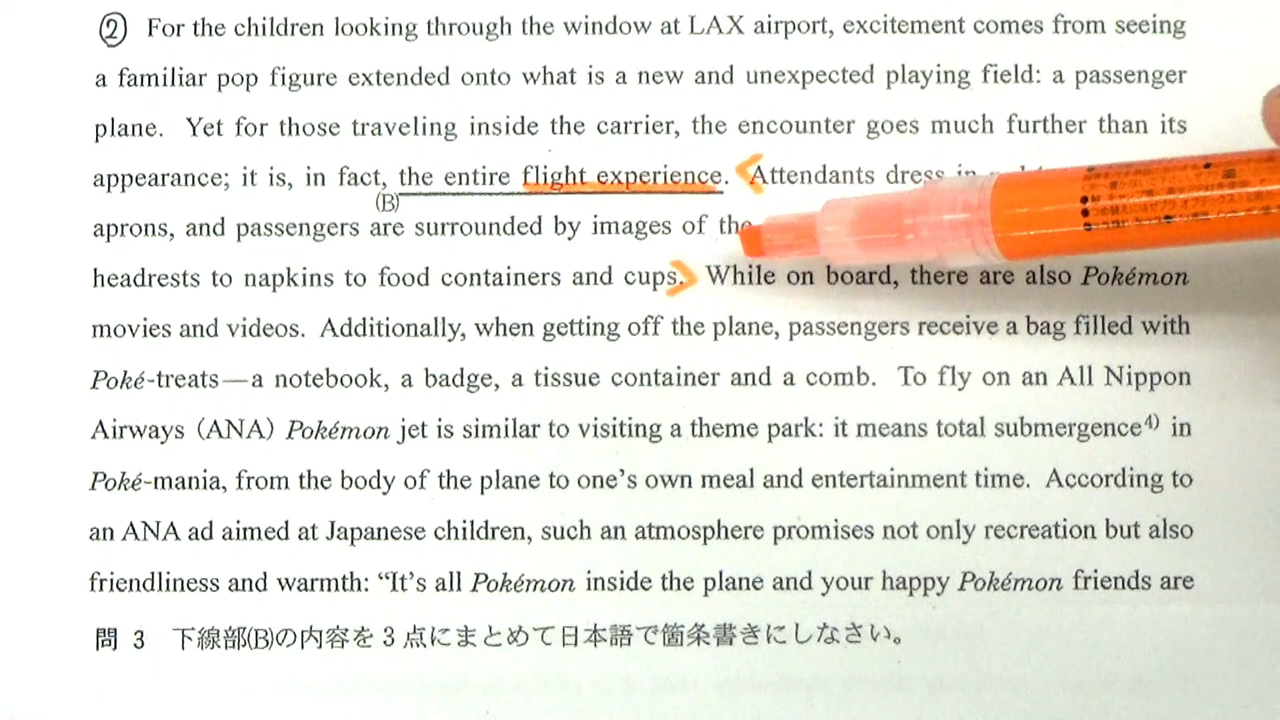 ② For the children looking through the window at LAX airport, excitement comes from seeing
a familiar pop figure extended onto what is a new and unexpected playing field: a passenger
plane. Yet for those traveling inside the carrier, the encounter goes much further than its
appearance; it is, in fact, the entire flight experience. Attendants dress in
(B)
aprons, and passengers are surrounded by images of the
headrests to napkins to food containers and cups. While on board, there are also Pokémon
movies and videos. Additionally, when getting off the plane, passengers receive a bag filled with
Poké-treats—a notebook, a badge, a tissue container and a comb. To fly on an All Nippon
Airways (ANA) Pokémon jet is similar to visiting a theme park: it means total submergence4) in
Poké-mania, from the body of the plane to one's own meal and entertainment time. According to
an ANA ad aimed at Japanese children, such an atmosphere promises not only recreation but also
friendliness and warmth: “It's all Pokémon inside the plane and your happy Pokémon friends are
問 3 下線部(B)の内容を 3 点にまとめて日本語で箇条書きにしなさい。